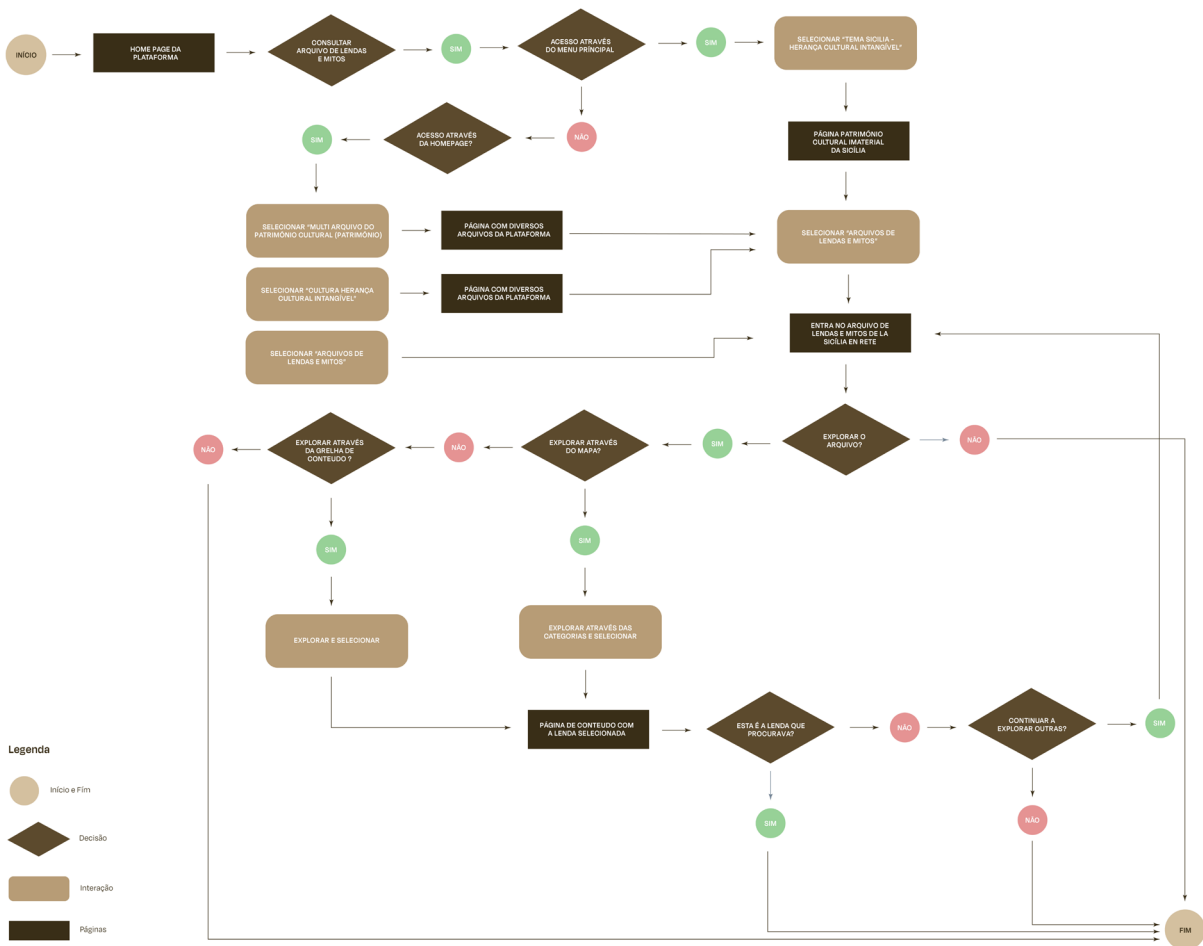 INÍCIO
HOME PAGE DA
PLATAFORMA
CONSULTAR
ARQUIVO DE LENDAS
E MITOS
SIM
ACESSO ATRAVÉS
DO MENU PRÍNCIPAL
SIM
SELECIONAR "TEMA SICILIA -
HERANÇA CULTURAL INTANGÍVEL"
SIM
ACESSO ATRAVÉS
DA HOMEPAGE?
NÃO
PÁGINA PATRIMÓNIO
CULTURAL IMATERIAL
DA SICÍLIA
SELECIONAR "MULTI ARQUIVO DO
PATRIMÓNIO CULTURAL (PATRIMÓNIO)
PÁGINA COM DIVERSOS
ARQUIVOS DA PLATAFORMA
SELECIONAR "ARQUIVOS DE
LENDAS E MITOS"
SELECIONAR "CULTURA HERANÇA
CULTURAL INTANGÍVEL"
PÁGINA COM DIVERSOS
ARQUIVOS DA PLATAFORMA
SELECIONAR "ARQUIVOS DE
LENDAS E MITOS"
ENTRA NO ARQUIVO DE
LENDAS E MITOS DE LA
SICÍLIA EN RETE
NÃO
EXPLORAR ATRAVÉS
DA GRELHA DE
CONTEUDO ?
NÃO
EXPLORAR ATRAVÉS
DO MAPA?
SIM
EXPLORAR O
ARQUIVO?
NÃO
SIM
SIM
EXPLORAR E SELECIONAR
EXPLORAR ATRAVÉS DAS
CATEGORIAS E SELECIONAR
PÁGINA DE CONTEUDO COM
A LENDA SELECIONADA
ESTA É A LENDA QUE
PROCURAVA?
NÃO
CONTINUAR A
EXPLORAR OUTRAS?
SIM
SIM
NÃO
FIM
Legenda
Início e Fim
Decisão
Interação
Páginas